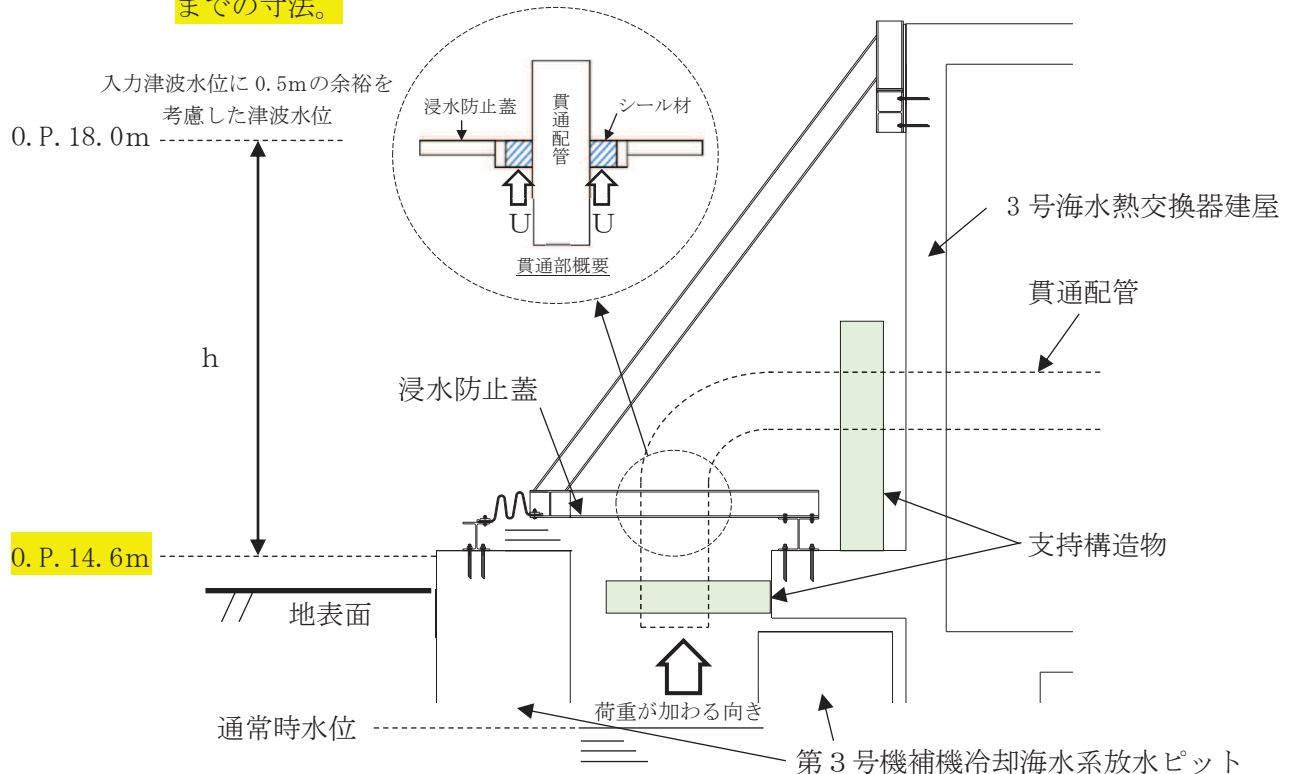 までの寸法。
入力津波水位に 0.5mの余裕を
考慮した津波水位
O.P.18.0m
浸水防止蓋
貫通配管
シール材
U
U
貫通部概要
3号海水熱交換器建屋
貫通配管
h
浸水防止蓋
O.P.14.6m
支持構造物
地表面
荷重が加わる向き
通常時水位
第3号機補機冷却海水系放水ピット